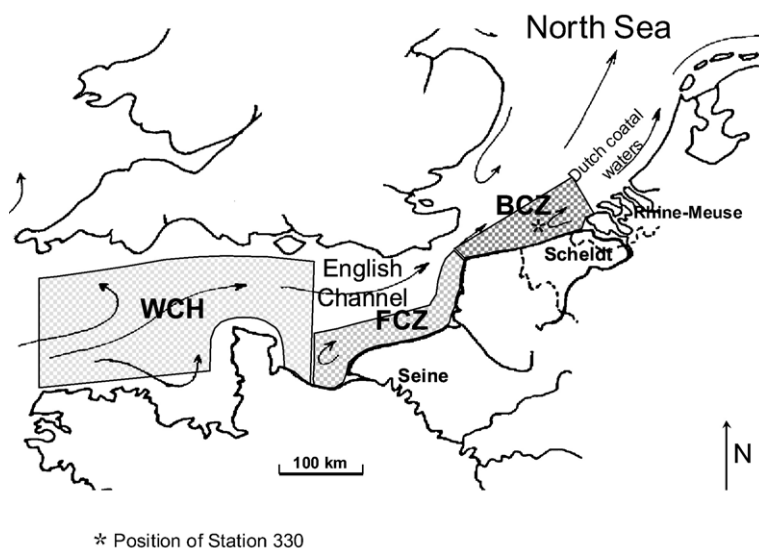 North Sea
Dutch coatal
waters
BCZ
*
Rhine-Meuse
Scheldt
English
Channel
WCH
FCZ
Seine
100 km
N
* Position of Station 330